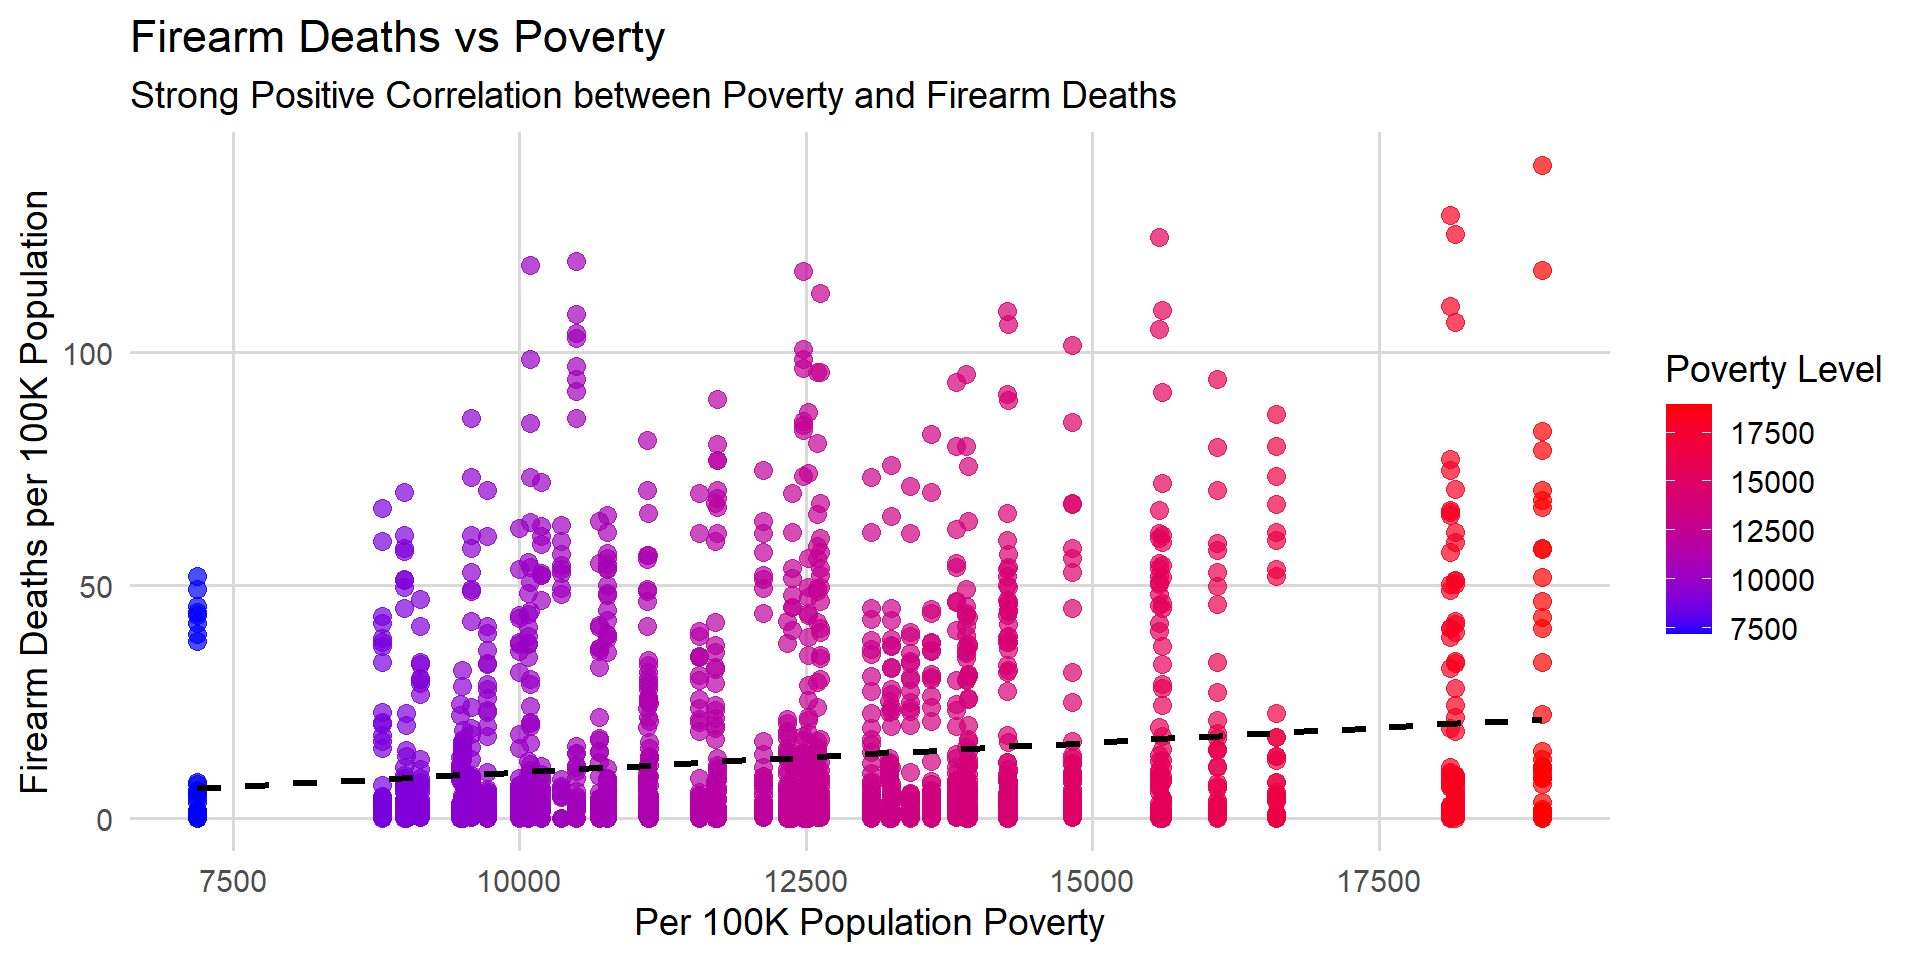 Firearm Deaths vs Poverty
Strong Positive Correlation between Poverty and Firearm Deaths
Firearm Deaths per 100K Population
100
50
0
7500
10000
12500
15000
17500
Per 100K Population Poverty
Poverty Level
17500
15000
12500
10000
7500